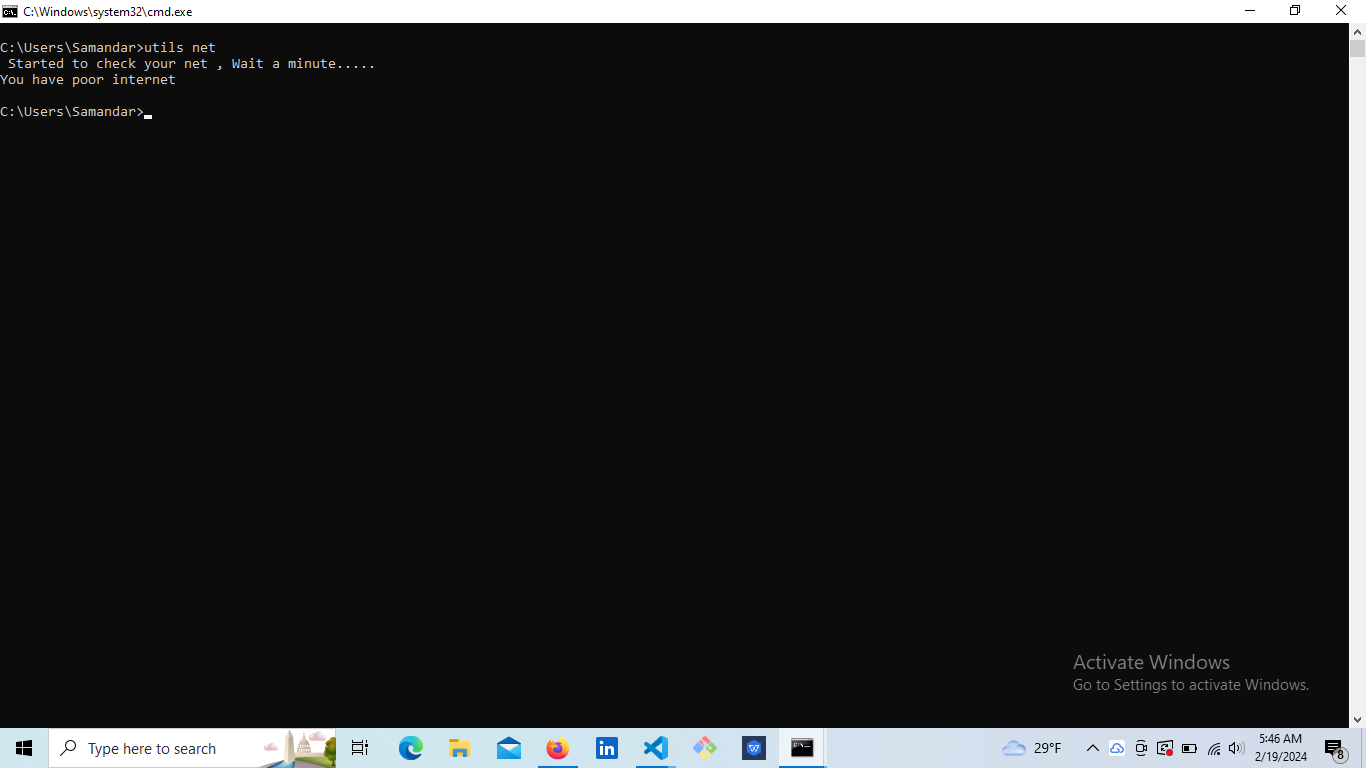 C:\Windows\system32\cmd.exe
C:\Users\Samandar>utils net
Started to check your net , Wait a minute.....
You have poor internet
C:\Users\Samandar>
Activate Windows
Go to Settings to activate Windows.
Type here to search
29°F
5:46 AM
2/19/2024
8